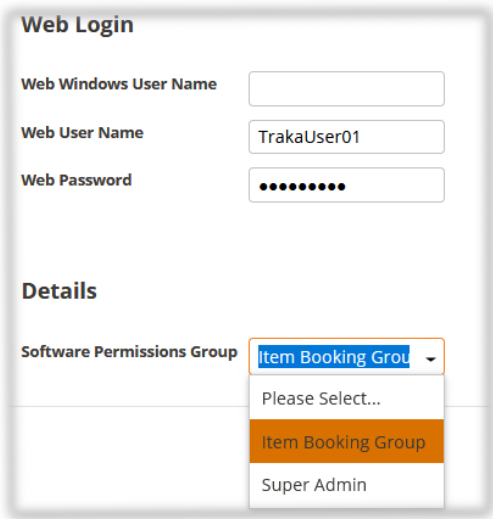 Web Login
Web Windows User Name
Web User Name TrakaUser01
Web Password ●●●●●●●●●
Details
Software Permissions Group Item Booking Grou
Please Select...
Item Booking Group
Super Admin